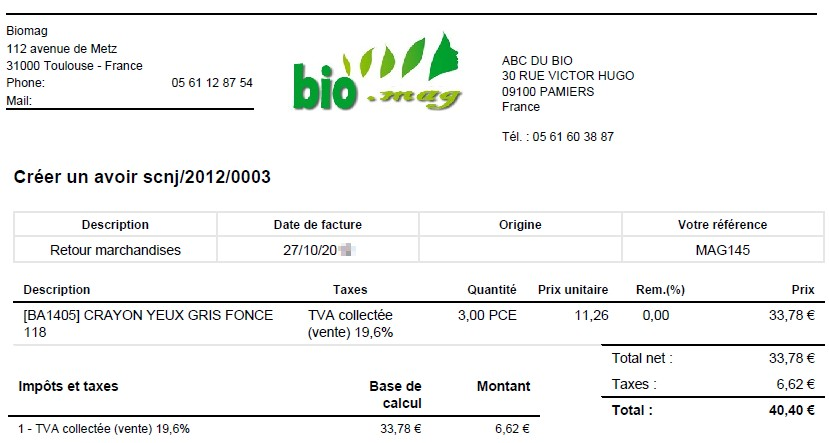 Biomag
112 avenue de Metz
31000 Toulouse - France
Phone: 05 61 12 87 54
Mail:
bio
.mag
ABC DU BIO
30 RUE VICTOR HUGO
09100 PAMIERS
France
Tél. : 05 61 60 38 87
Créer un avoir scnj/2012/0003
Description Date de facture Origine Votre référence
Retour marchandises 27/10/20 MAG145
Description Taxes Quantité Prix unitaire Rem.(%) Prix
[BA1405] CRAYON YEUX GRIS FONCE TVA collectée 3,00 PCE 11,26 0,00 33,78 €
118 (vente) 19,6%
Total net : 33,78 €
Taxes : 6,62 €
Total : 40,40 €
Impôts et taxes Base de Montant
calcul
1 - TVA collectée (vente) 19,6% 33,78 € 6,62 €